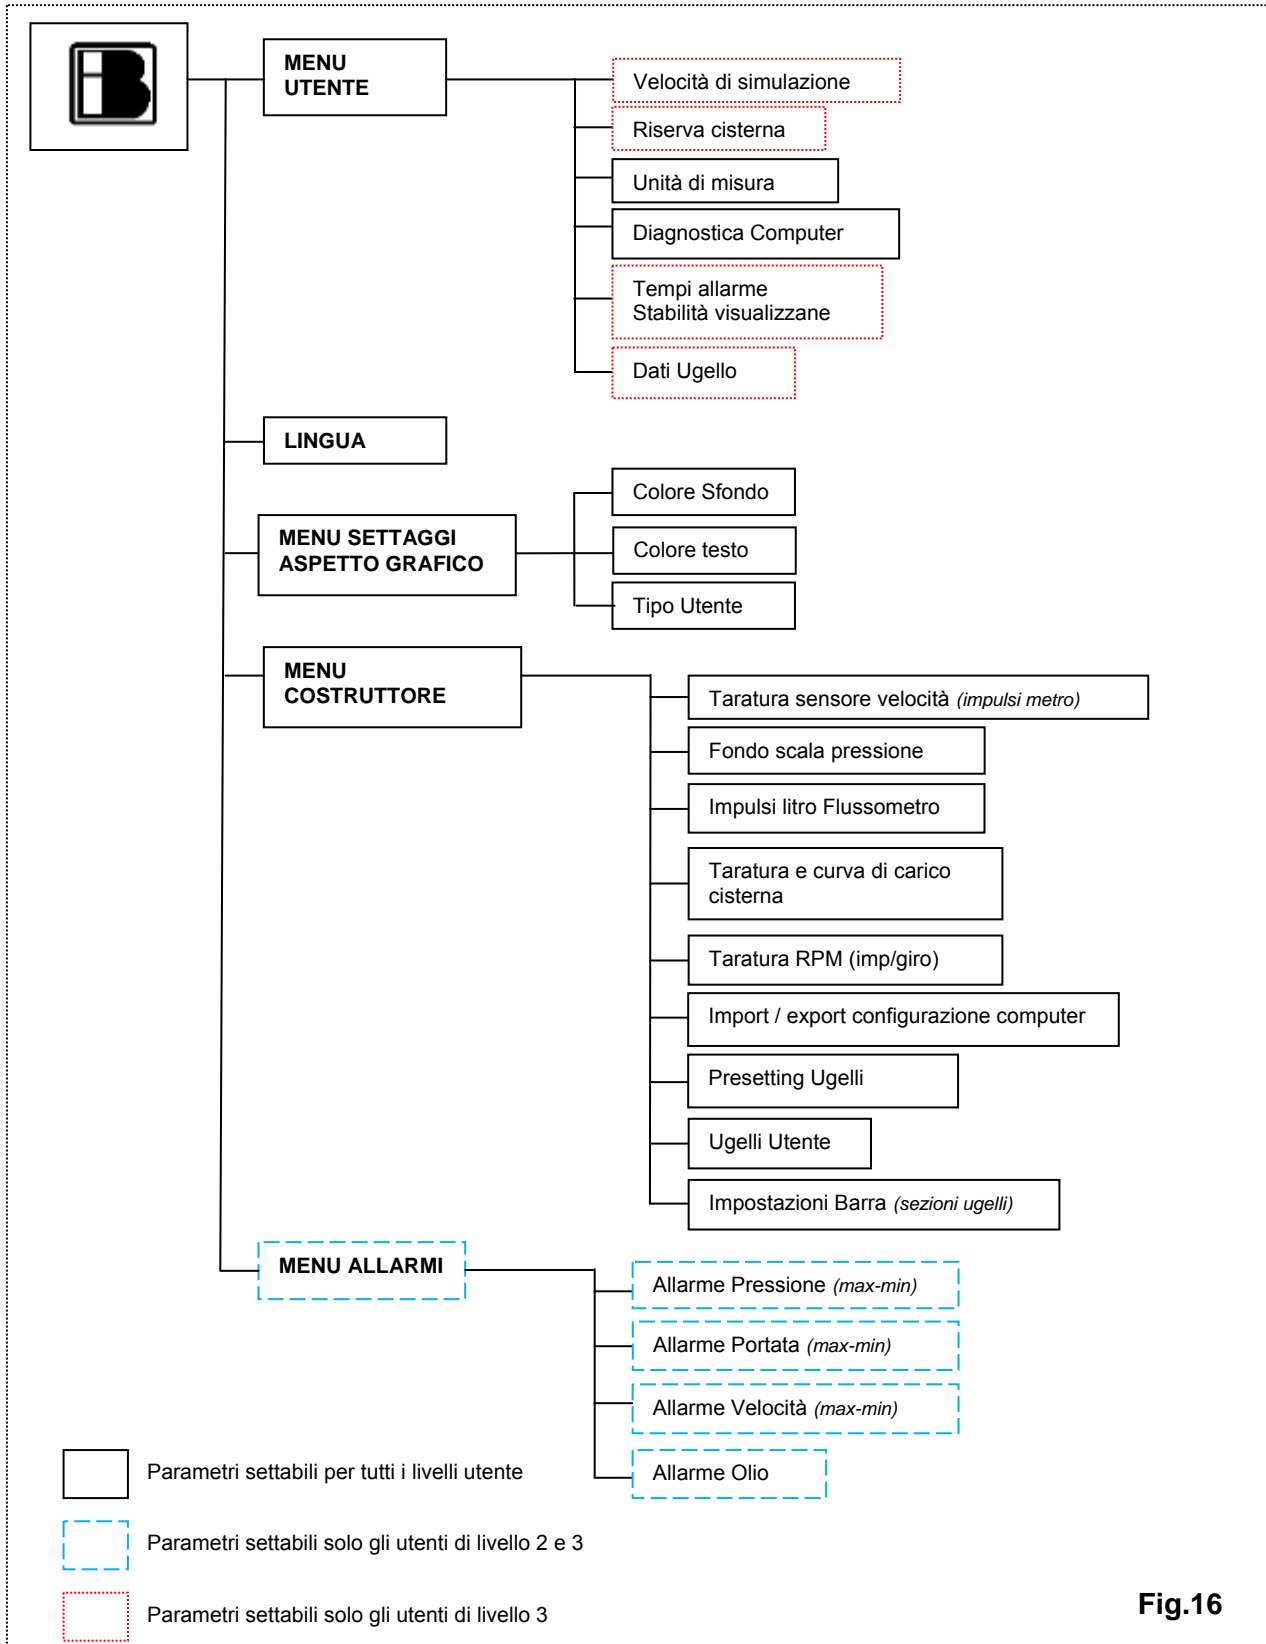 MENU
UTENTE
Velocità di simulazione
Riserva cisterna
Unità di misura
Diagnostica Computer
Tempi allarme
Stabilità visualizzane
Dati Ugello
LINGUA
MENU SETTAGGI
ASPETTO GRAFICO
Colore Sfondo
Colore testo
Tipo Utente
MENU
COSTRUTTORE
Taratura sensore velocità (impulsi metro)
Fondo scala pressione
Impulsi litro Flussometro
Taratura e curva di carico
cisterna
Taratura RPM (imp/giro)
Import / export configurazione computer
Presetting Ugelli
Ugelli Utente
Impostazioni Barra (sezioni ugelli)
MENU ALLARMI
Allarme Pressione (max-min)
Allarme Portata (max-min)
Allarme Velocità (max-min)
Allarme Olio
Parametri settabili per tutti i livelli utente
Parametri settabili solo gli utenti di livello 2 e 3
Parametri settabili solo gli utenti di livello 3
Fig.16